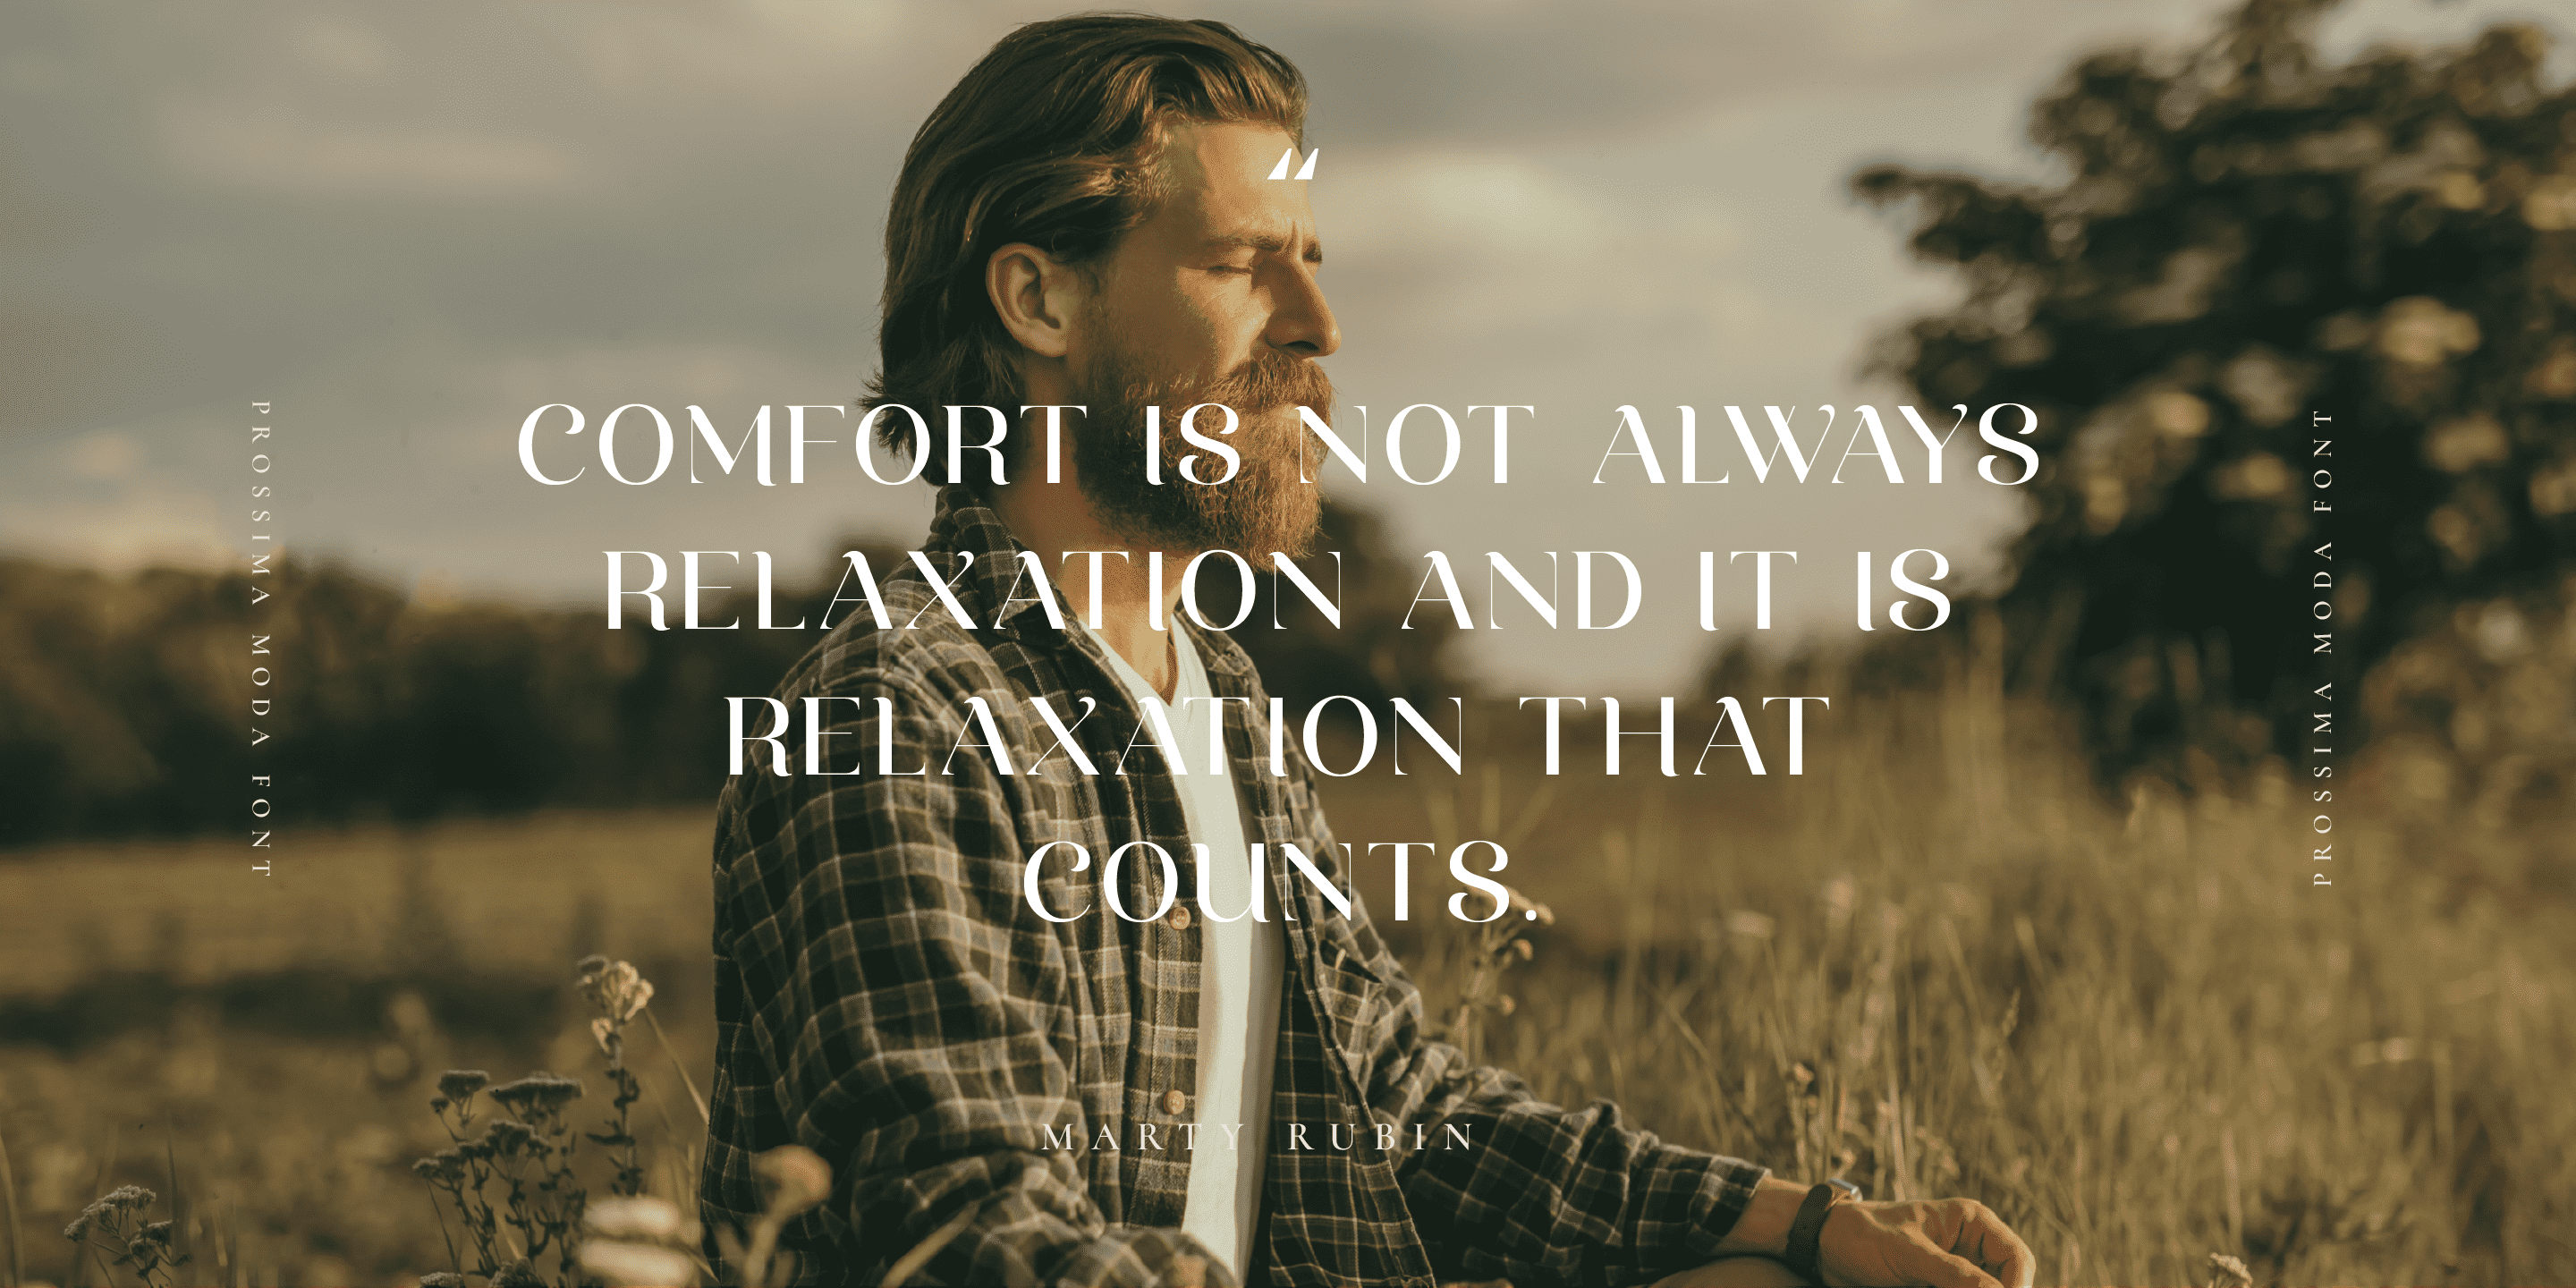 “
COMFORT IS NOT ALWAYS
RELAXATION AND IT IS
RELAXATION THAT
COUNTS.
MARTY RUBIN
PROSSIMA MODA FONT
PROSSIMA MODA FONT